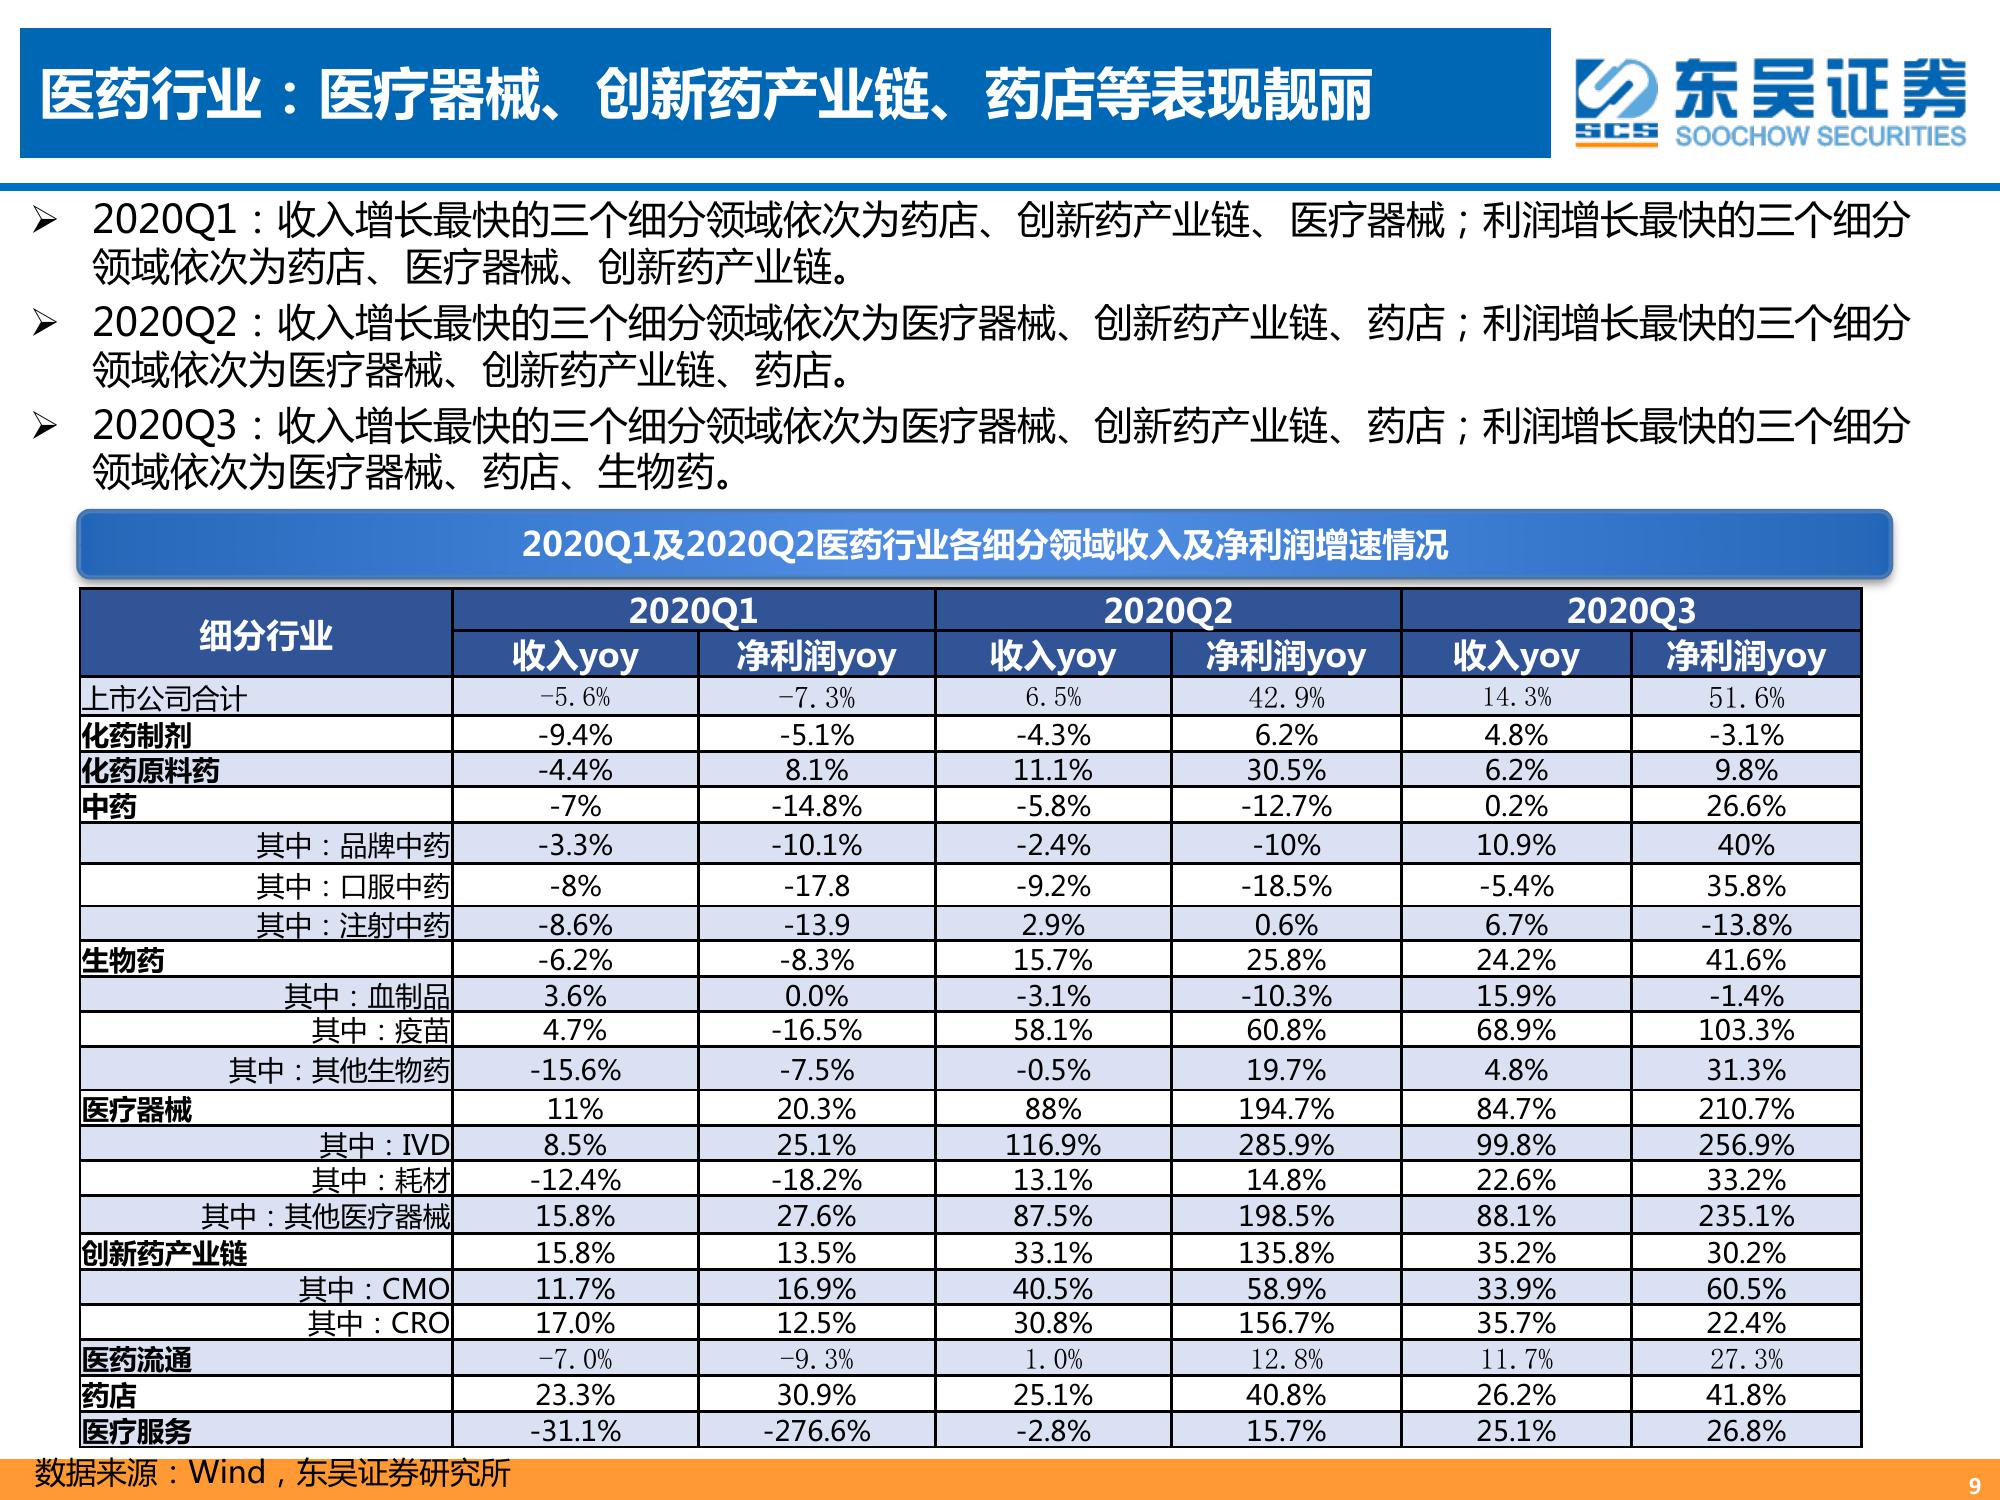 医药行业：医疗器械、创新药产业链、药店等表现靓丽
东吴证券
SCS
SOOCHOW SECURITIES
➢ 2020Q1：收入增长最快的三个细分领域依次为药店、创新药产业链、医疗器械；利润增长最快的三个细分
领域依次为药店、医疗器械、创新药产业链。
➢ 2020Q2：收入增长最快的三个细分领域依次为医疗器械、创新药产业链、药店；利润增长最快的三个细分
领域依次为医疗器械、创新药产业链、药店。
➢ 2020Q3：收入增长最快的三个细分领域依次为医疗器械、创新药产业链、药店；利润增长最快的三个细分
领域依次为医疗器械、药店、生物药。
2020Q1及2020Q2医药行业各细分领域收入及净利润增速情况
细分行业 2020Q1 2020Q2 2020Q3
收入yoy 净利润yoy 收入yoy 净利润yoy 收入yoy 净利润yoy
上市公司合计 -5.6% -7.3% 6.5% 42.9% 14.3% 51.6%
化药制剂 -9.4% -5.1% -4.3% 6.2% 4.8% -3.1%
化药原料药 -4.4% 8.1% 11.1% 30.5% 6.2% 9.8%
中药 -7% -14.8% -5.8% -12.7% 0.2% 26.6%
其中：品牌中药 -3.3% -10.1% -2.4% -10% 10.9% 40%
其中：口服中药 -8% -17.8 -9.2% -18.5% -5.4% 35.8%
其中：注射中药 -8.6% -13.9 2.9% 0.6% 6.7% -13.8%
生物药 -6.2% -8.3% 15.7% 25.8% 24.2% 41.6%
其中：血制品 3.6% 0.0% -3.1% -10.3% 15.9% -1.4%
其中：疫苗 4.7% -16.5% 58.1% 60.8% 68.9% 103.3%
其中：其他生物药 -15.6% -7.5% -0.5% 19.7% 4.8% 31.3%
医疗器械 11% 20.3% 88% 194.7% 84.7% 210.7%
其中：IVD 8.5% 25.1% 116.9% 285.9% 99.8% 256.9%
其中：耗材 -12.4% -18.2% 13.1% 14.8% 22.6% 33.2%
其中：其他医疗器械 15.8% 27.6% 87.5% 198.5% 88.1% 235.1%
创新药产业链 15.8% 13.5% 33.1% 135.8% 35.2% 30.2%
其中：CMO 11.7% 16.9% 40.5% 58.9% 33.9% 60.5%
其中：CRO 17.0% 12.5% 30.8% 156.7% 35.7% 22.4%
医药流通 -7.0% -9.3% 1.0% 12.8% 11.7% 27.3%
药店 23.3% 30.9% 25.1% 40.8% 26.2% 41.8%
医疗服务 -31.1% -276.6% -2.8% 15.7% 25.1% 26.8%
数据来源：Wind，东吴证券研究所
9